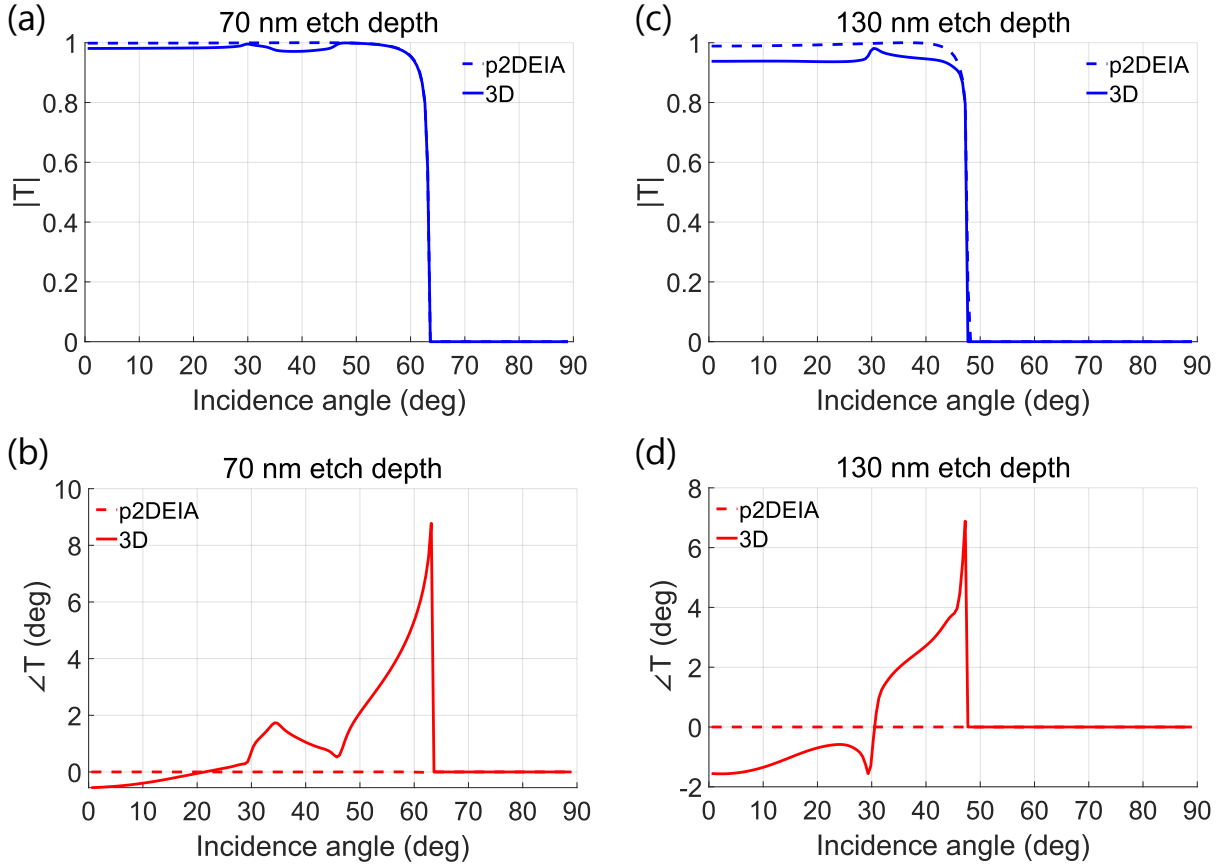 (a)
70 nm etch depth
1
0.8
0.6
0.4
0.2
0
|T|
p2DEIA
3D
0 10 20 30 40 50 60 70 80 90
Incidence angle (deg)
(c)
130 nm etch depth
1
0.8
0.6
0.4
0.2
0
|T|
p2DEIA
3D
0 10 20 30 40 50 60 70 80 90
Incidence angle (deg)
(b)
70 nm etch depth
10
8
6
4
2
0
∠T (deg)
p2DEIA
3D
0 10 20 30 40 50 60 70 80 90
Incidence angle (deg)
(d)
130 nm etch depth
8
6
4
2
0
-2
∠T (deg)
p2DEIA
3D
0 10 20 30 40 50 60 70 80 90
Incidence angle (deg)